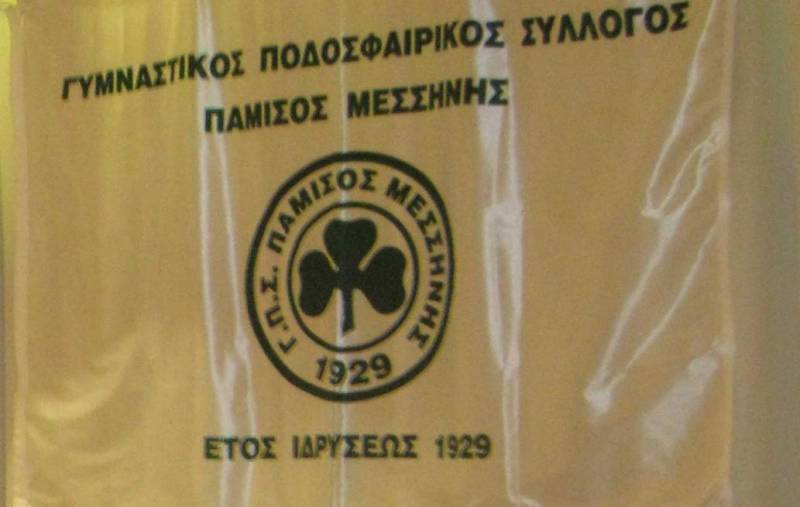 ΓΥΜΝΑΣΤΙΚΟΣ ΠΟΔΟΣΦΑΙΡΙΚΟΣ ΣΥΛΛΟΓΟΣ
ΠΑΜΙΣΟΣ ΜΕΣΣΗΝΗΣ
Γ.Π.Σ. ΠΑΜΙΣΟΣ ΜΕΣΣΗΝΗΣ
1929
ΕΤΟΣ ΙΔΡΥΣΕΩΣ 1929